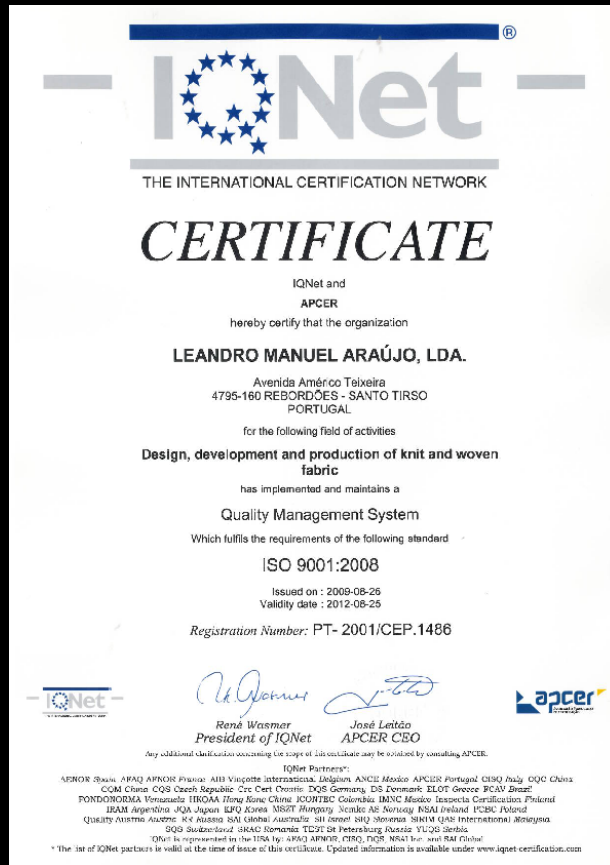 ®
IQNet
THE INTERNATIONAL CERTIFICATION NETWORK
CERTIFICATE
IQNet and
APCER
hereby certify that the organization
LEANDRO MANUEL ARAÚJO, LDA.
Avenida Américo Teixeira
4795-160 REBORDÕES - SANTO TIRSO
PORTUGAL
for the following field of activities
Design, development and production of knit and woven
fabric
has implemented and maintains a
Quality Management System
Which fulfils the requirements of the following standard
ISO 9001:2008
Issued on : 2009-08-26
Validity date : 2012-08-25
Registration Number: PT- 2001/CEP.1486
IQNet
apcer
René Wasmer José Leitão
President of IQNet APCER CEO
Any additional clarification concerning the scope of this certificate may be obtained by consulting APCER.
IQNet Partners*:
AENOR Spain AFAQ AFNOR France AIB-Vinçotte International Belgium ANCE Mexico APCER Portugal CISQ Italy CQC China
CQM China CQS Czech Republic Cro Cert Croatia DQS Germany DS Denmark ELOT Greece FCAV Brazil
FONDONORMA Venezuela HKQAA Hong Kong China ICONTEC Colombia IMNC Mexico Inspecta Certification Finland
IRAM Argentina JQA Japan KFQ Korea MSZT Hungary Nemko AS Norway NSAI Ireland PCBC Poland
Quality Austria Austria RR Russia SAI Global Australia SII Israel SIQ Slovenia SIRIM QAS International Malaysia
SQS Switzerland SRAC Romania TEST St Petersburg Russia YUQS Serbia
IQNet is represented in the USA by: AFAQ AFNOR, CISQ, DQS, NSAI Inc. and SAI Global
* The list of IQNet partners is valid at the time of issue of this certificate. Updated information is available under www.iqnet-certification.com